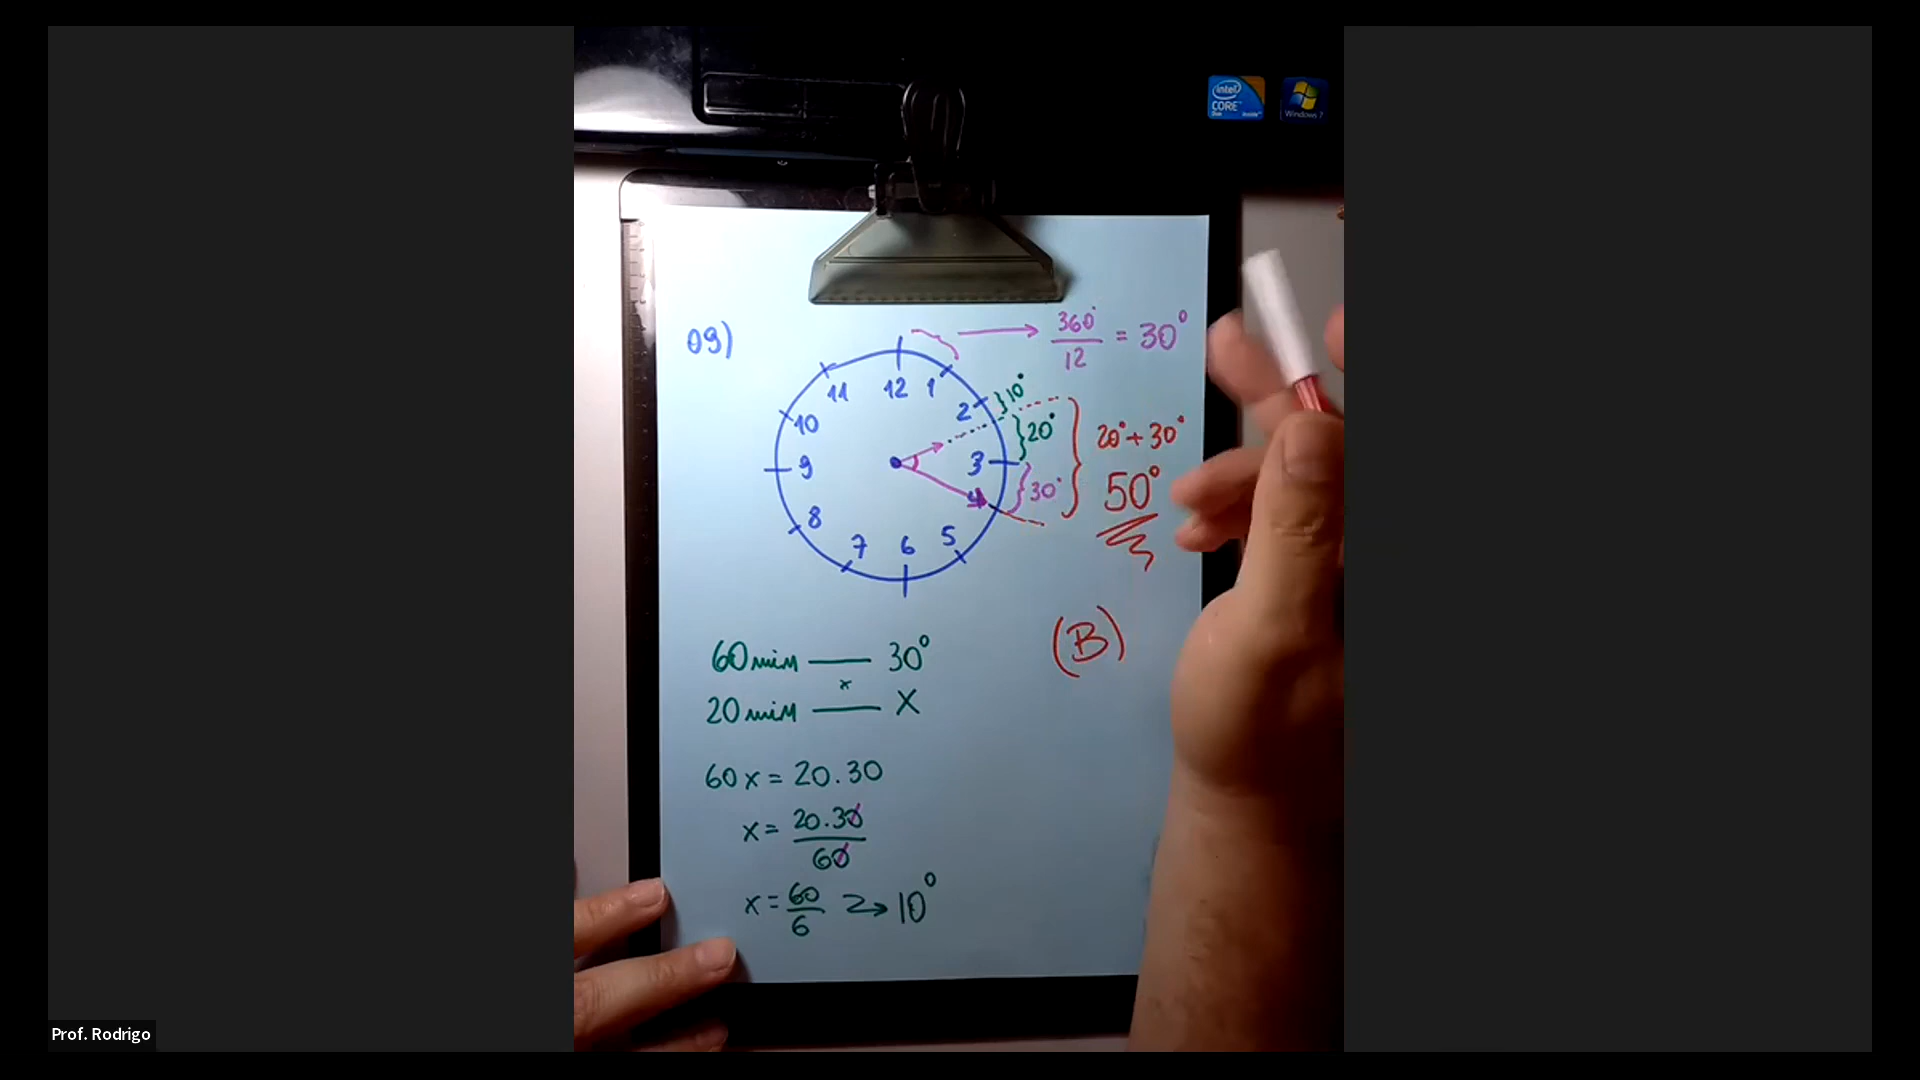 intel
CORE
Duo
inside
Windows 7
09)
360° / 12 = 30°
11 12 1
10°
2
10
20°
20° + 30°
9
3
50°
4
30°
8
7 6 5
(B)
60 min — 30°
x
20 min — X
60x = 20.30
x = 20.30 / 60
x = 60 / 6 → 10°
Prof. Rodrigo